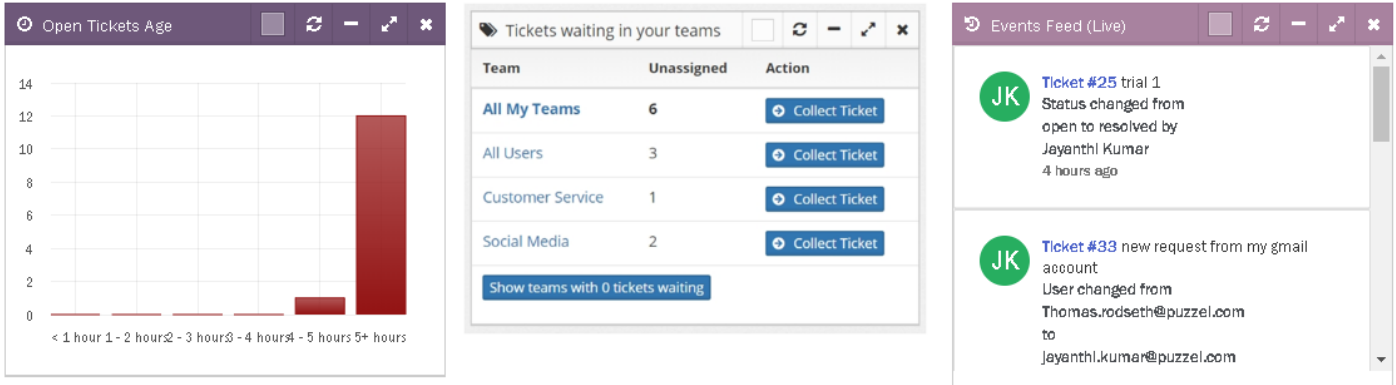 Open Tickets Age
14
12
10
8
6
4
2
0
< 1 hour 1 - 2 hours 2 - 3 hours 3 - 4 hours 4 - 5 hours 5+ hours
Tickets waiting in your teams
Team Unassigned Action
All My Teams 6 Collect Ticket
All Users 3 Collect Ticket
Customer Service 1 Collect Ticket
Social Media 2 Collect Ticket
Show teams with 0 tickets waiting
Events Feed (Live)
JK
Ticket #25 trial 1
Status changed from
open to resolved by
Jayanthi Kumar
4 hours ago
JK
Ticket #33 new request from my gmail
account
User changed from
Thomas.rodseth@puzzel.com
to
jayanthi.kumar@puzzel.com